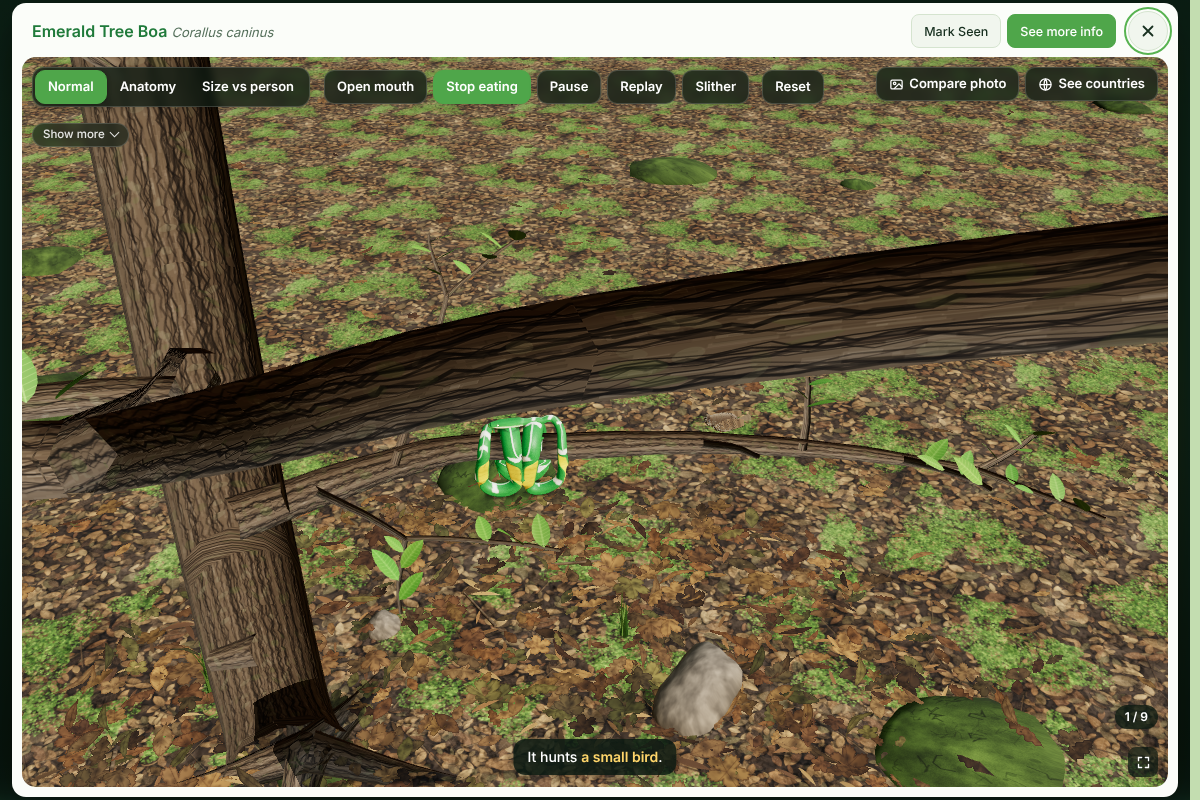 Emerald Tree Boa Corallus caninus
Mark Seen
See more info
Normal
Anatomy
Size vs person
Open mouth
Stop eating
Pause
Replay
Slither
Reset
Compare photo
See countries
Show more
1 / 9
It hunts a small bird.